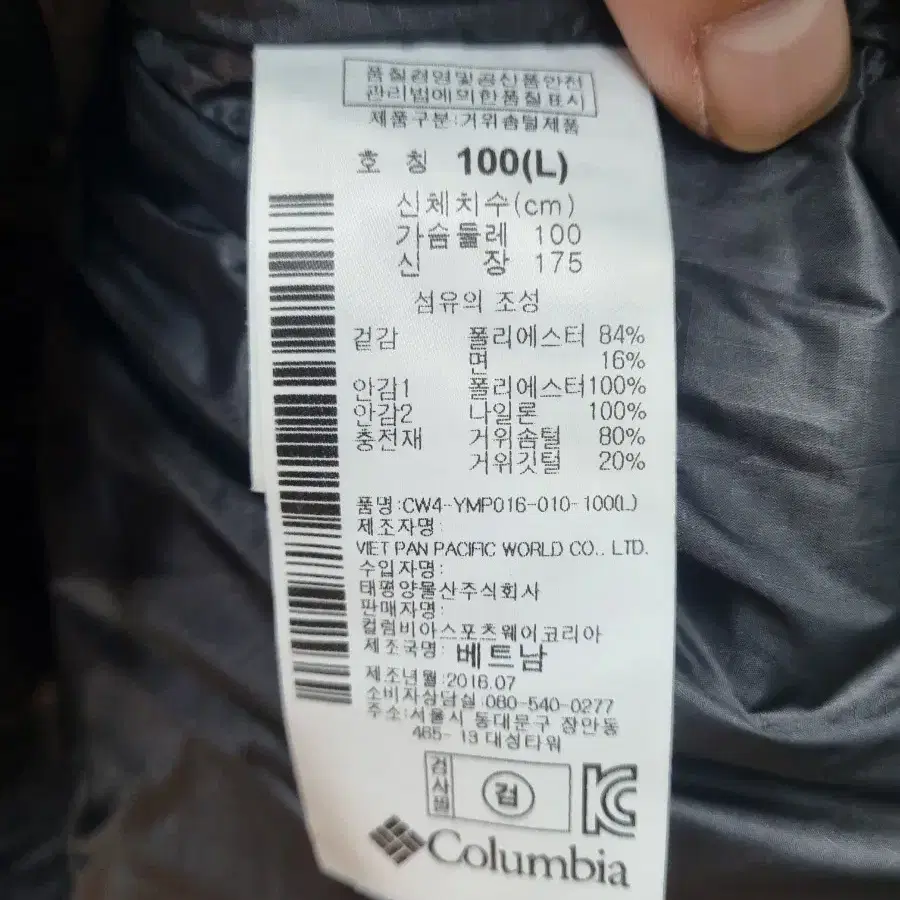 품질경영및공산품안전
관리법에의한품질표시
제품구분:거위솜털제품
호 칭 100(L)
신체치수(cm)
가슴둘레 100
신 장 175
섬유의 조성
겉감 폴리에스터 84%
면 16%
안감1 폴리에스터 100%
안감2 나일론 100%
충전재 거위솜털 80%
거위깃털 20%
품명:CW4-YMP016-010-100(L)
제조자명:
VIET PAN PACIFIC WORLD CO., LTD.
수입자명:
태평양물산주식회사
판매자명:
컬럼비아스포츠웨어코리아
제조국명: 베트남
제조년월:2016.07
소비자상담실:080-540-0277
주소:서울시 동대문구 장안동
465-13 대성타워
검사필 검
KC
Columbia